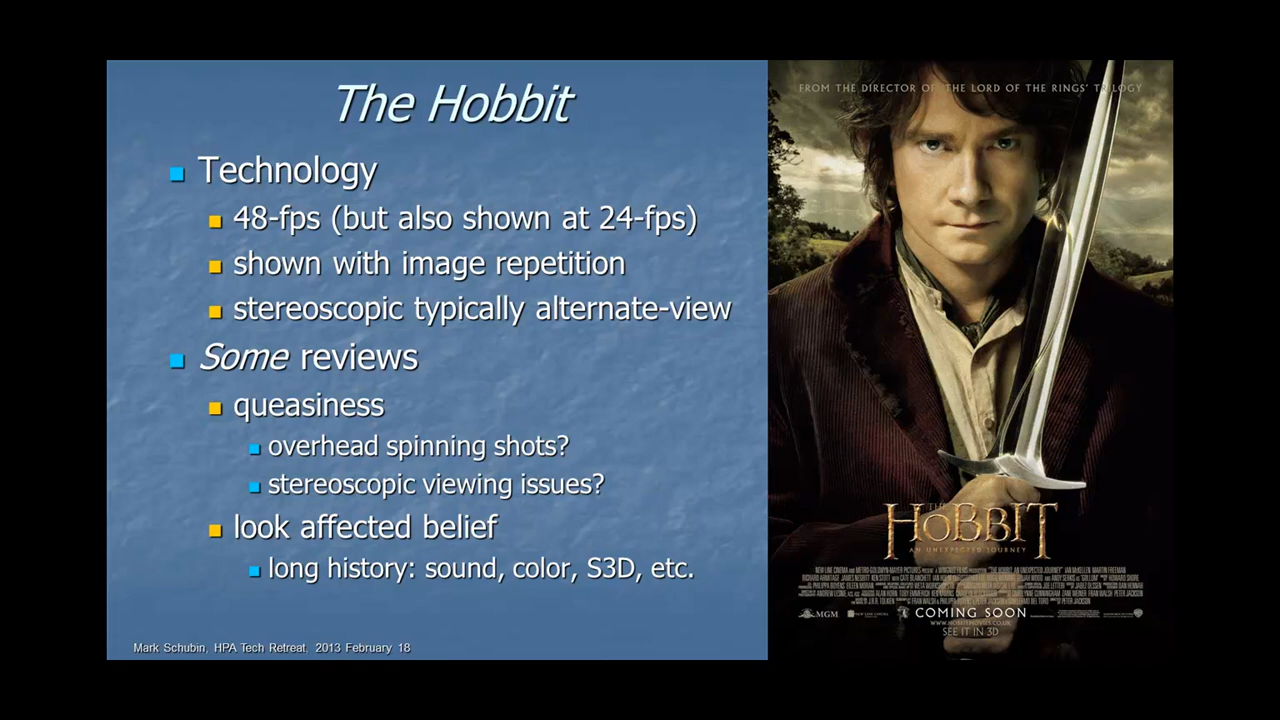 The Hobbit
Technology
48-fps (but also shown at 24-fps)
shown with image repetition
stereoscopic typically alternate-view
Some reviews
queasiness
overhead spinning shots?
stereoscopic viewing issues?
look affected belief
long history: sound, color, S3D, etc.
Mark Schubin, HPA Tech Retreat, 2013 February 18
FROM THE DIRECTOR OF THE LORD OF THE RINGS' TRILOGY
THE
HOBBIT
AN UNEXPECTED JOURNEY
MGM
COMING SOON
SEE IT IN 3D